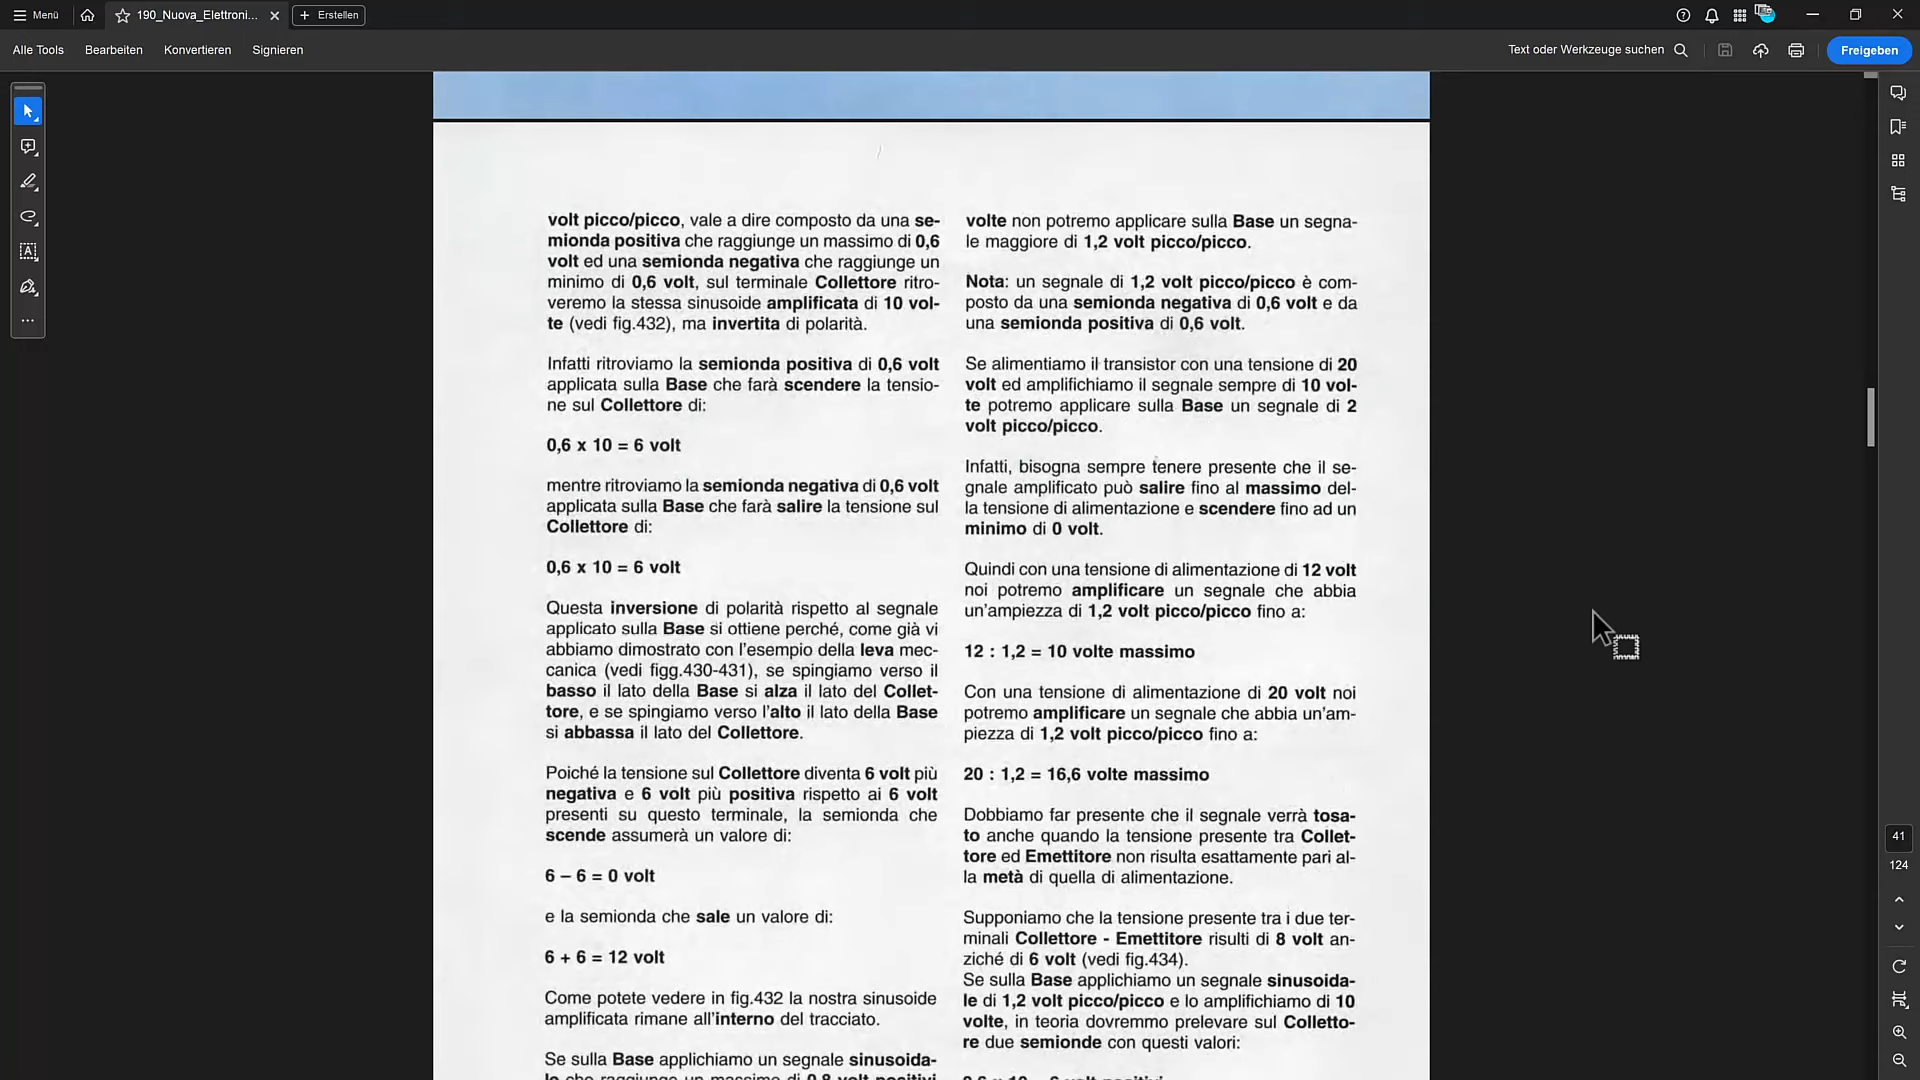 Menü
190_Nuova_Elettroni...
Erstellen
Alle Tools
Bearbeiten
Konvertieren
Signieren
Text oder Werkzeuge suchen
Freigeben
volt picco/picco, vale a dire composto da una se-
mionda positiva che raggiunge un massimo di 0,6
volt ed una semionda negativa che raggiunge un
minimo di 0,6 volt, sul terminale Collettore ritro-
veremo la stessa sinusoide amplificata di 10 vol-
te (vedi fig.432), ma invertita di polarità.
Infatti ritroviamo la semionda positiva di 0,6 volt
applicata sulla Base che farà scendere la tensio-
ne sul Collettore di:
0,6 x 10 = 6 volt
mentre ritroviamo la semionda negativa di 0,6 volt
applicata sulla Base che farà salire la tensione sul
Collettore di:
0,6 x 10 = 6 volt
Questa inversione di polarità rispetto al segnale
applicato sulla Base si ottiene perché, come già vi
abbiamo dimostrato con l'esempio della leva mec-
canica (vedi figg.430-431), se spingiamo verso il
basso il lato della Base si alza il lato del Collet-
tore, e se spingiamo verso l'alto il lato della Base
si abbassa il lato del Collettore.
Poiché la tensione sul Collettore diventa 6 volt più
negativa e 6 volt più positiva rispetto ai 6 volt
presenti su questo terminale, la semionda che
scende assumerà un valore di:
6 – 6 = 0 volt
e la semionda che sale un valore di:
6 + 6 = 12 volt
Come potete vedere in fig.432 la nostra sinusoide
amplificata rimane all'interno del tracciato.
Se sulla Base applichiamo un segnale sinusoida-
le che raggiunge un massimo di 0,8 volt positivi
volte non potremo applicare sulla Base un segna-
le maggiore di 1,2 volt picco/picco.
Nota: un segnale di 1,2 volt picco/picco è com-
posto da una semionda negativa di 0,6 volt e da
una semionda positiva di 0,6 volt.
Se alimentiamo il transistor con una tensione di 20
volt ed amplifichiamo il segnale sempre di 10 vol-
te potremo applicare sulla Base un segnale di 2
volt picco/picco.
Infatti, bisogna sempre tenere presente che il se-
gnale amplificato può salire fino al massimo del-
la tensione di alimentazione e scendere fino ad un
minimo di 0 volt.
Quindi con una tensione di alimentazione di 12 volt
noi potremo amplificare un segnale che abbia
un'ampiezza di 1,2 volt picco/picco fino a:
12 : 1,2 = 10 volte massimo
Con una tensione di alimentazione di 20 volt noi
potremo amplificare un segnale che abbia un'am-
piezza di 1,2 volt picco/picco fino a:
20 : 1,2 = 16,6 volte massimo
Dobbiamo far presente che il segnale verrà tosa-
to anche quando la tensione presente tra Collet-
tore ed Emettitore non risulta esattamente pari al-
la metà di quella di alimentazione.
Supponiamo che la tensione presente tra i due ter-
minali Collettore - Emettitore risulti di 8 volt an-
ziché di 6 volt (vedi fig.434).
Se sulla Base applichiamo un segnale sinusoida-
le di 1,2 volt picco/picco e lo amplifichiamo di 10
volte, in teoria dovremmo prelevare sul Colletto-
re due semionde con questi valori:
0,6 x 10 = 6 volt positivi
41
124